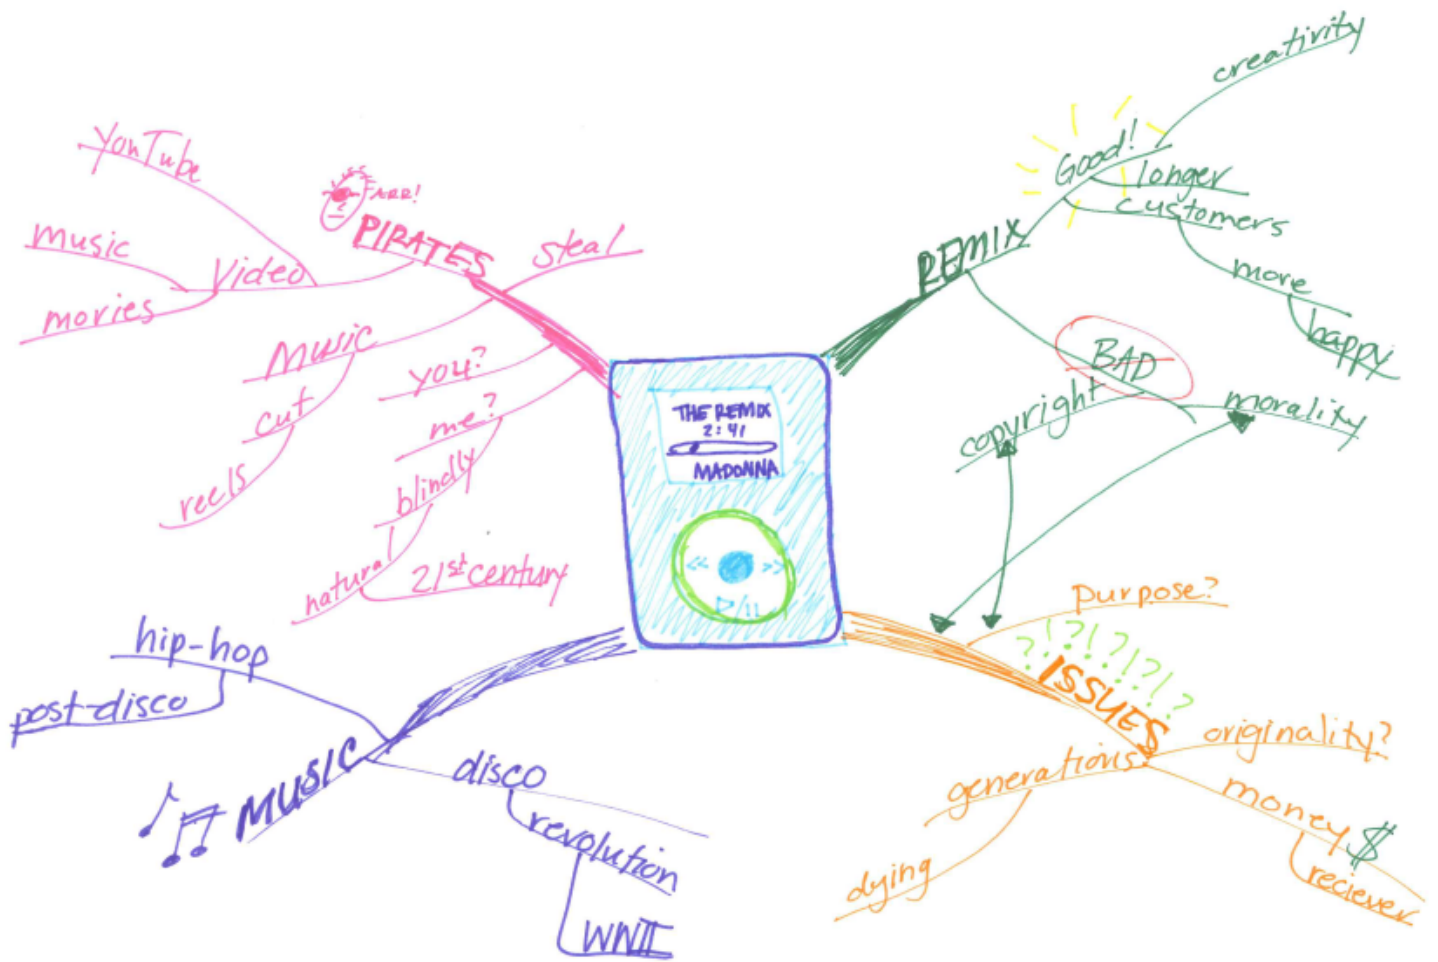 creativity
Good!
longer
customers
more
happy
REMIX
BAD
copyright
morality
YouTube
music
Video
movies
ARR!
PIRATES
steal
Music
cut
reels
you?
me?
blindly
natural
21st century
THE REMIX
2:41
MADONNA
<< >>
▷/II
hip-hop
post-disco
MUSIC
disco
revolution
WWII
purpose?
?!?!?!?!?
ISSUES
originality?
generations
dying
money $
reciever